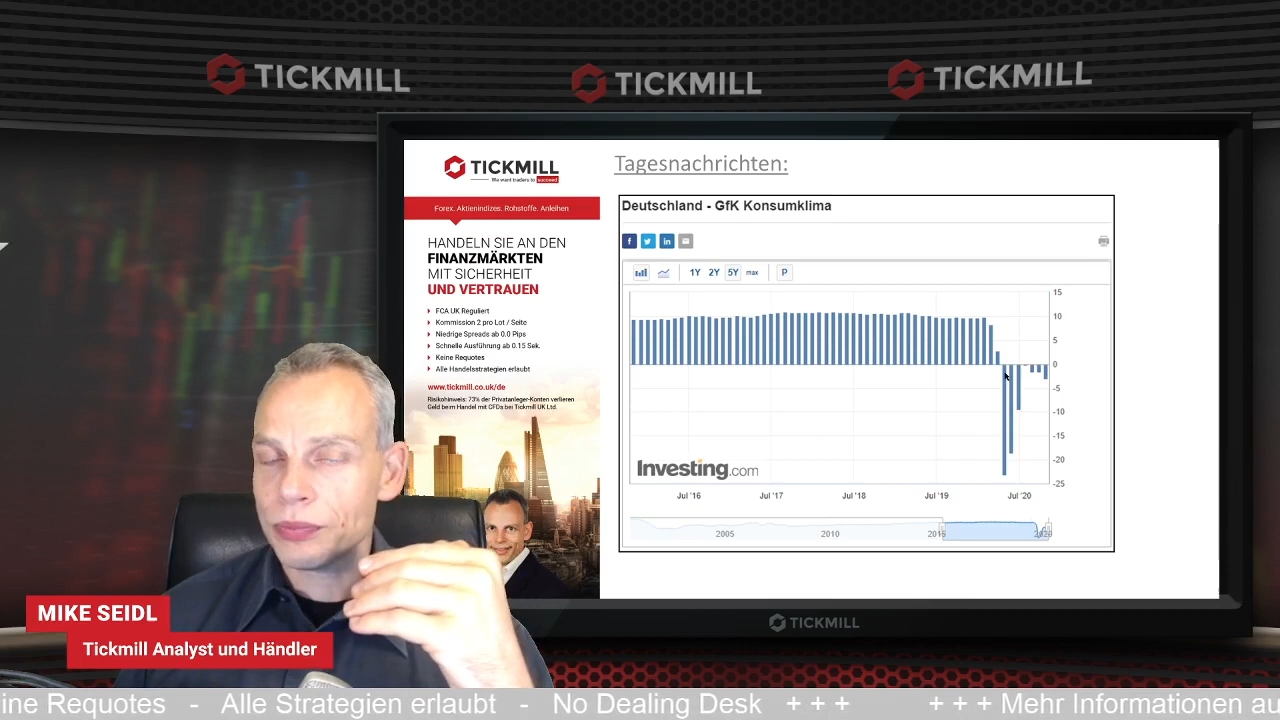 TICKMILL
TICKMILL
TICKMILL
TICKMILL
We want traders to succeed
Forex. Aktienindizes. Rohstoffe. Anleihen
HANDELN SIE AN DEN
FINANZMÄRKTEN
MIT SICHERHEIT
UND VERTRAUEN
FCA UK Reguliert
Kommission 2 pro Lot / Seite
Niedrige Spreads ab 0.0 Pips
Schnelle Ausführung ab 0.15 Sek.
Keine Requotes
Alle Handelsstrategien erlaubt
www.tickmill.co.uk/de
Risikohinweis: 73% der Privatanleger-Konten verlieren
Geld beim Handel mit CFDs bei Tickmill UK Ltd.
Tagesnachrichten:
Deutschland - GfK Konsumklima
1Y 2Y 5Y max P
15
10
5
0
-5
-10
-15
-20
-25
Investing.com
Jul '16 Jul '17 Jul '18 Jul '19 Jul '20
2005 2010 2015 2020
TICKMILL
MIKE SEIDL
Tickmill Analyst und Händler
ine Requotes - Alle Strategien erlaubt - No Dealing Desk + + + + + + Mehr Informationen au